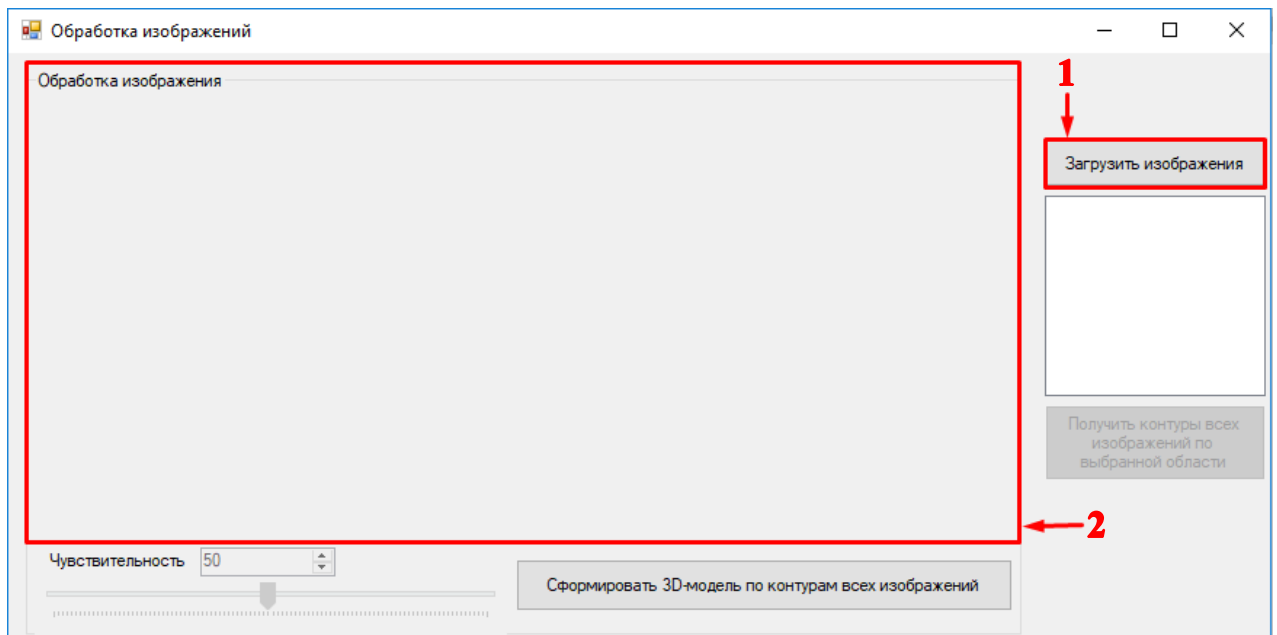 Обработка изображений
Обработка изображения
1
Загрузить изображения
Получить контуры всех
изображений по
выбранной области
2
Чувствительность 50
Сформировать 3D-модель по контурам всех изображений